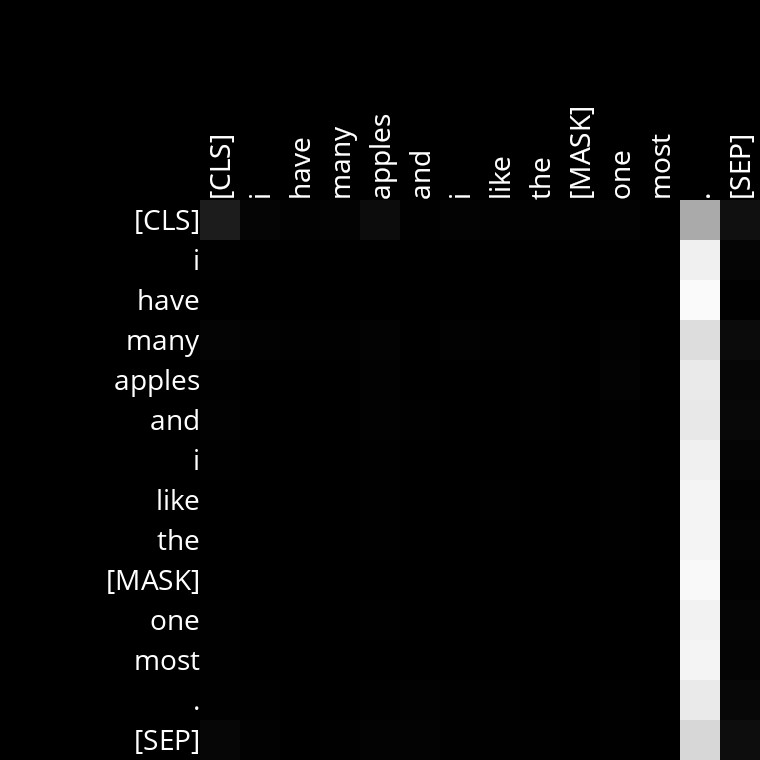 [CLS] i have many apples and i like the [MASK] one most . [SEP]
[CLS]
i
have
many
apples
and
i
like
the
[MASK]
one
most
.
[SEP]